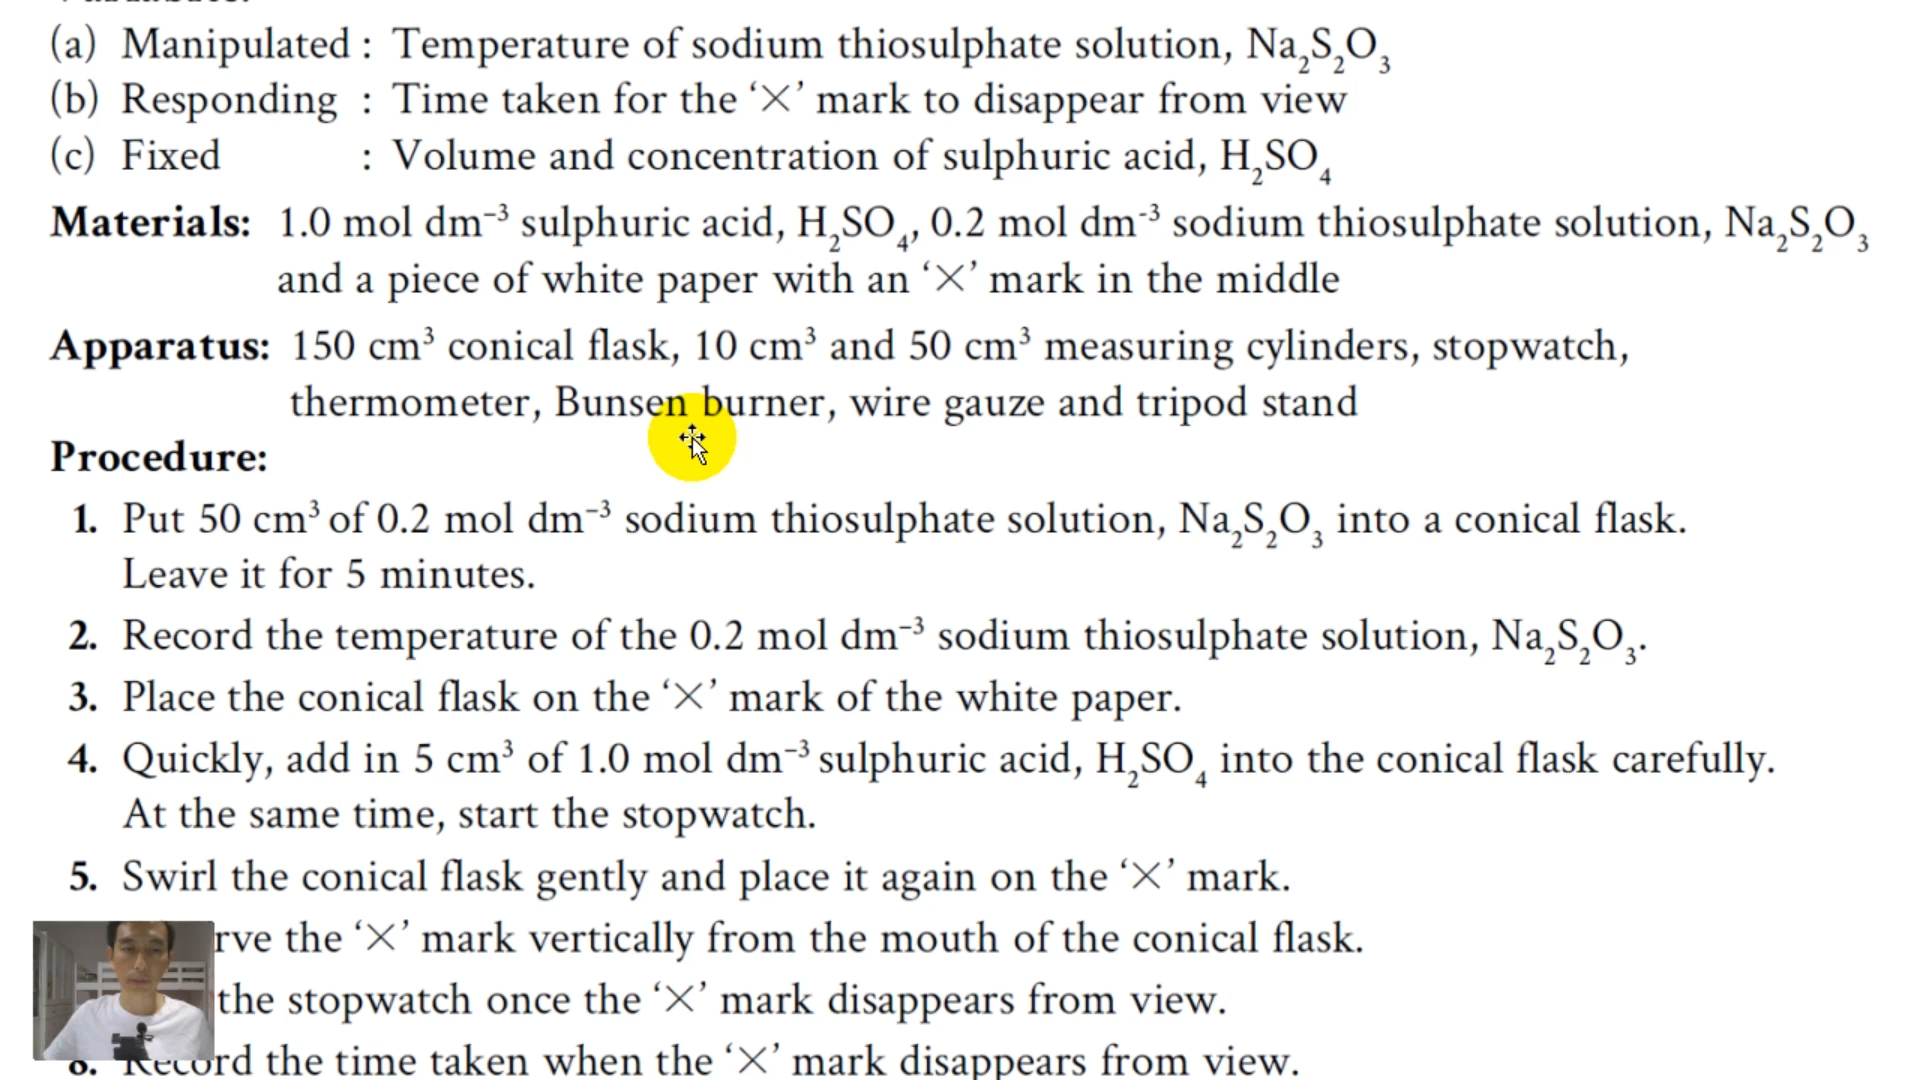 (a) Manipulated : Temperature of sodium thiosulphate solution, Na₂S₂O₃
(b) Responding : Time taken for the ‘×’ mark to disappear from view
(c) Fixed : Volume and concentration of sulphuric acid, H₂SO₄
Materials: 1.0 mol dm⁻³ sulphuric acid, H₂SO₄, 0.2 mol dm⁻³ sodium thiosulphate solution, Na₂S₂O₃
and a piece of white paper with an ‘×’ mark in the middle
Apparatus: 150 cm³ conical flask, 10 cm³ and 50 cm³ measuring cylinders, stopwatch,
thermometer, Bunsen burner, wire gauze and tripod stand
Procedure:
1. Put 50 cm³ of 0.2 mol dm⁻³ sodium thiosulphate solution, Na₂S₂O₃ into a conical flask.
Leave it for 5 minutes.
2. Record the temperature of the 0.2 mol dm⁻³ sodium thiosulphate solution, Na₂S₂O₃.
3. Place the conical flask on the ‘×’ mark of the white paper.
4. Quickly, add in 5 cm³ of 1.0 mol dm⁻³ sulphuric acid, H₂SO₄ into the conical flask carefully.
At the same time, start the stopwatch.
5. Swirl the conical flask gently and place it again on the ‘×’ mark.
rve the ‘×’ mark vertically from the mouth of the conical flask.
the stopwatch once the ‘×’ mark disappears from view.
8. Record the time taken when the ‘×’ mark disappears from view.